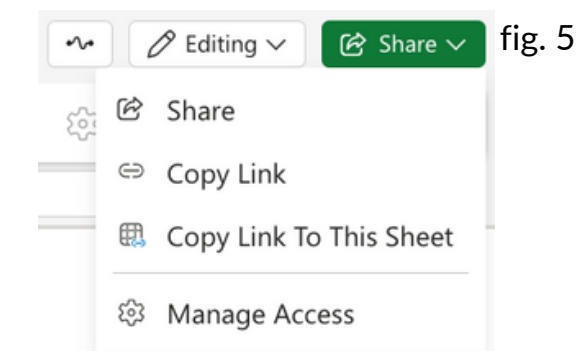 Editing Share fig. 5
Share
Copy Link
Copy Link To This Sheet
Manage Access